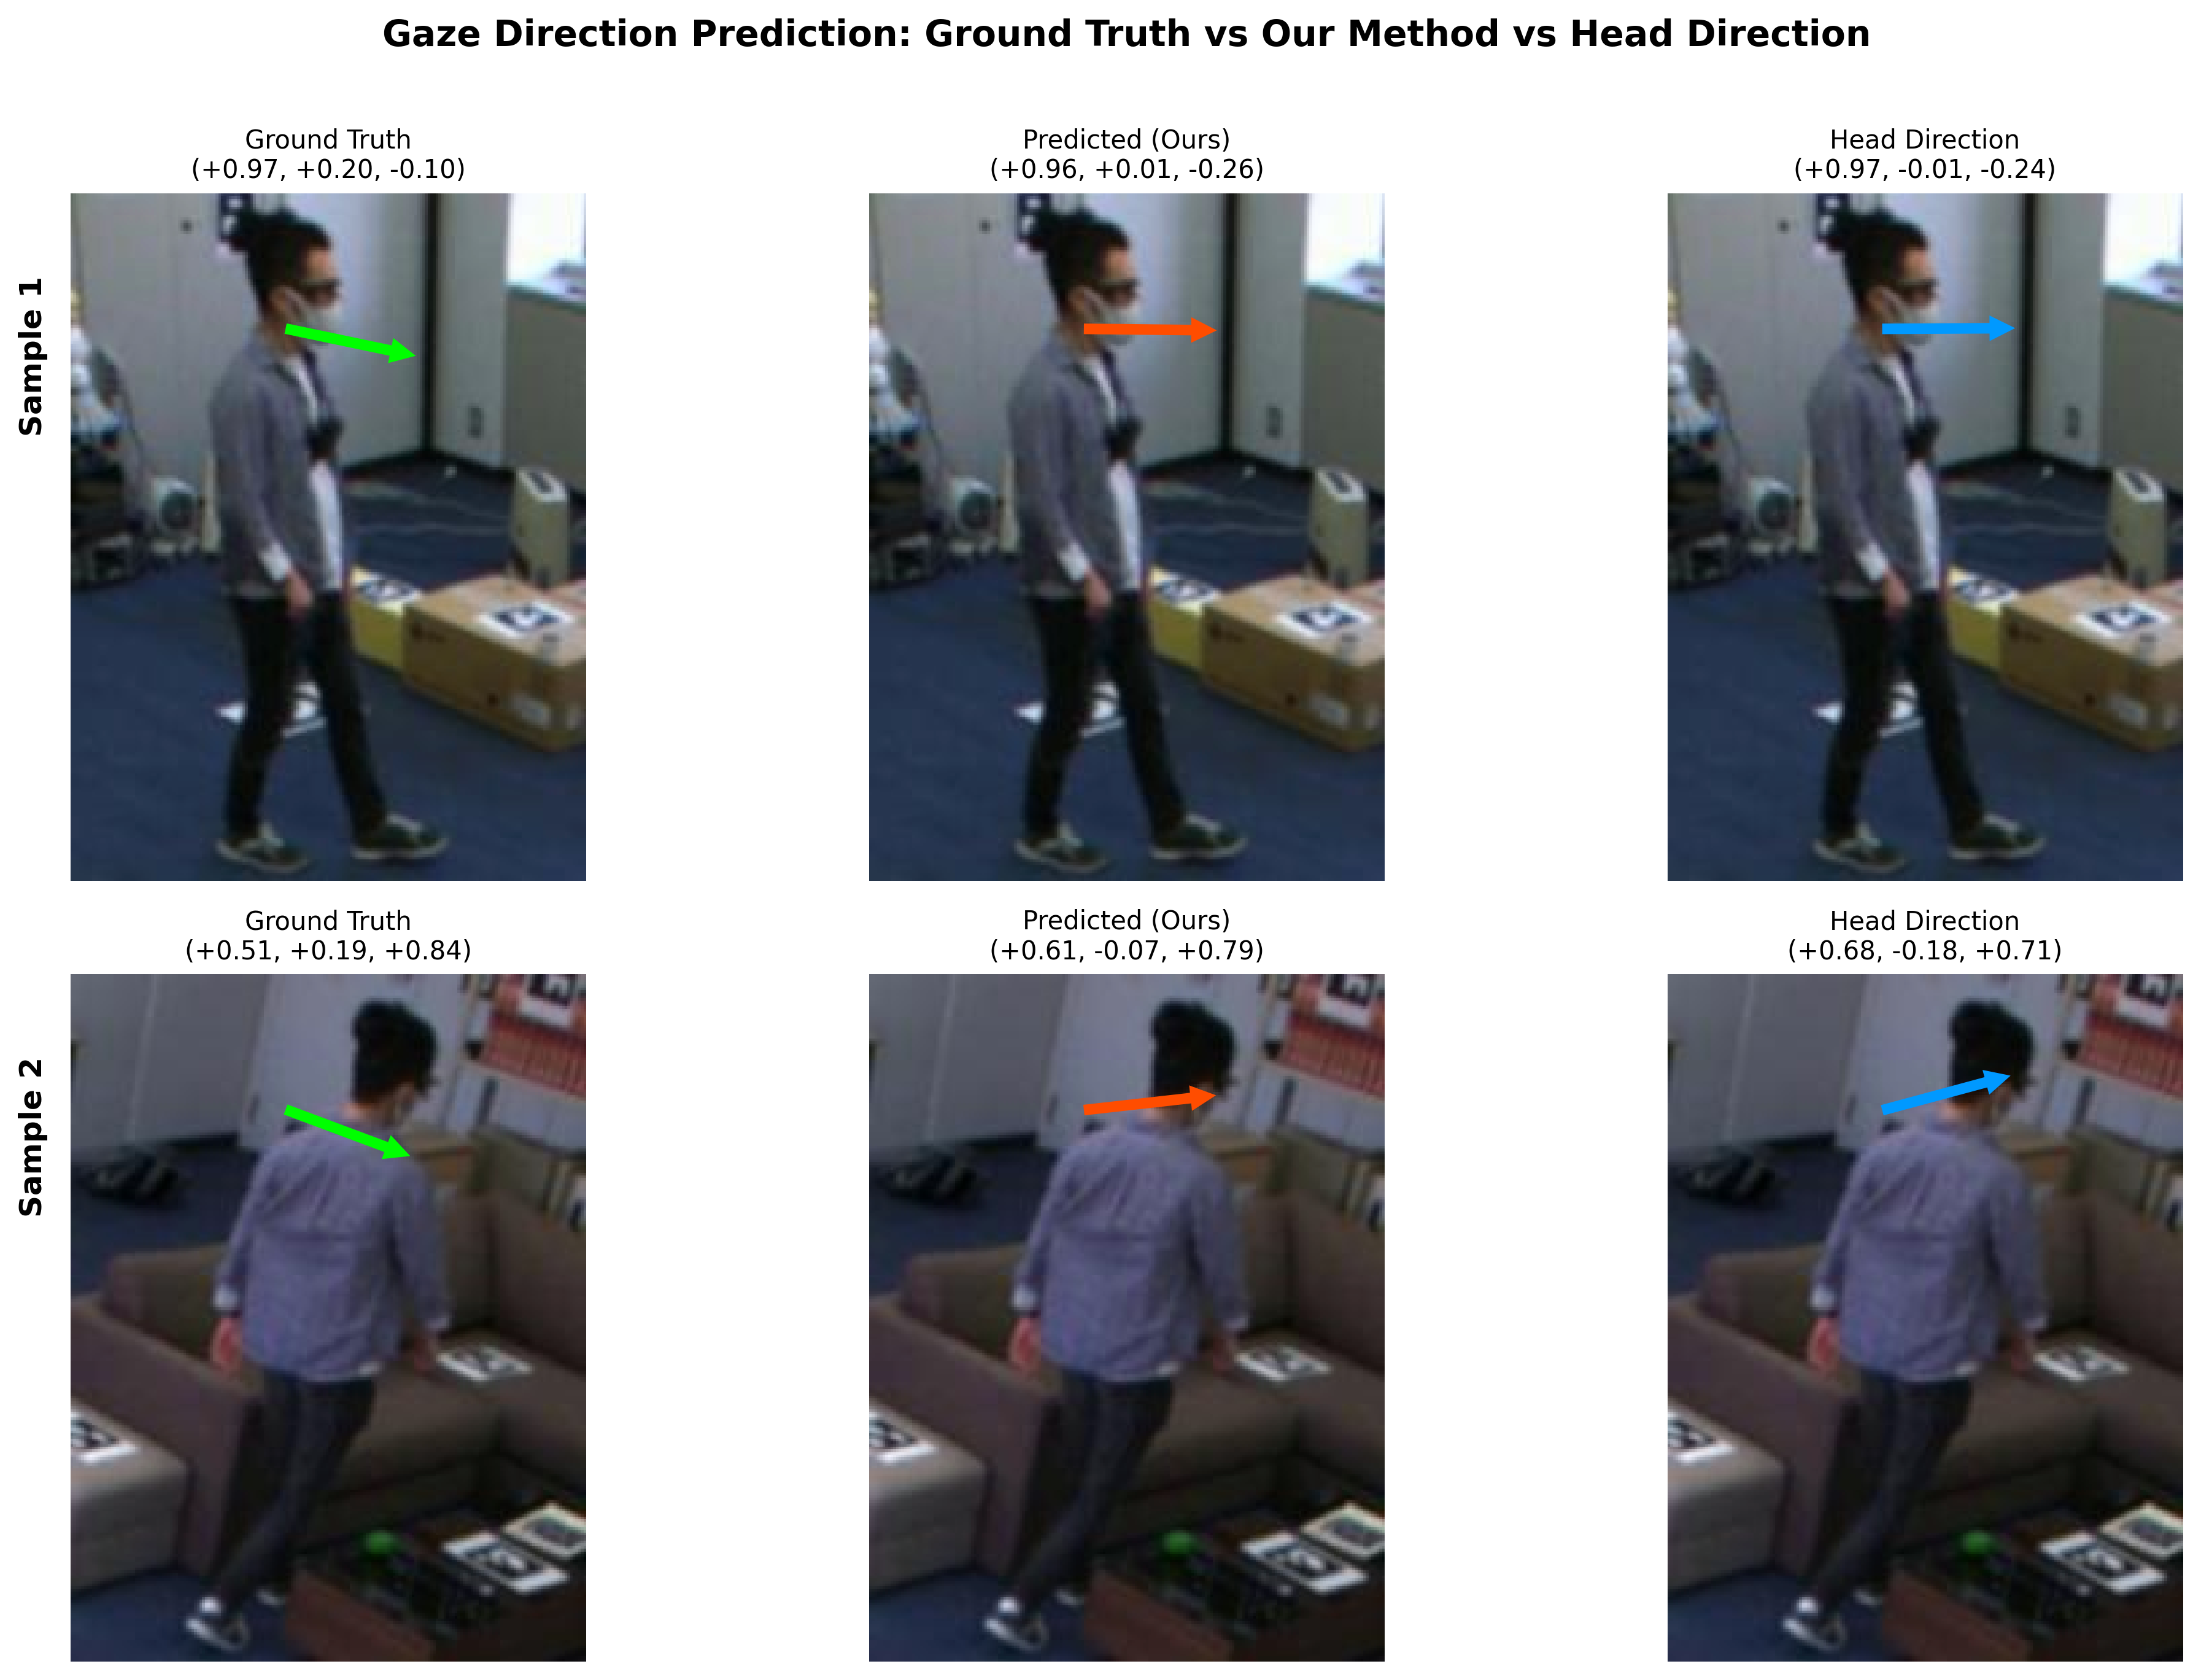 Gaze Direction Prediction: Ground Truth vs Our Method vs Head Direction
Ground Truth
(+0.97, +0.20, -0.10)
Predicted (Ours)
(+0.96, +0.01, -0.26)
Head Direction
(+0.97, -0.01, -0.24)
Sample 1
Ground Truth
(+0.51, +0.19, +0.84)
Predicted (Ours)
(+0.61, -0.07, +0.79)
Head Direction
(+0.68, -0.18, +0.71)
Sample 2